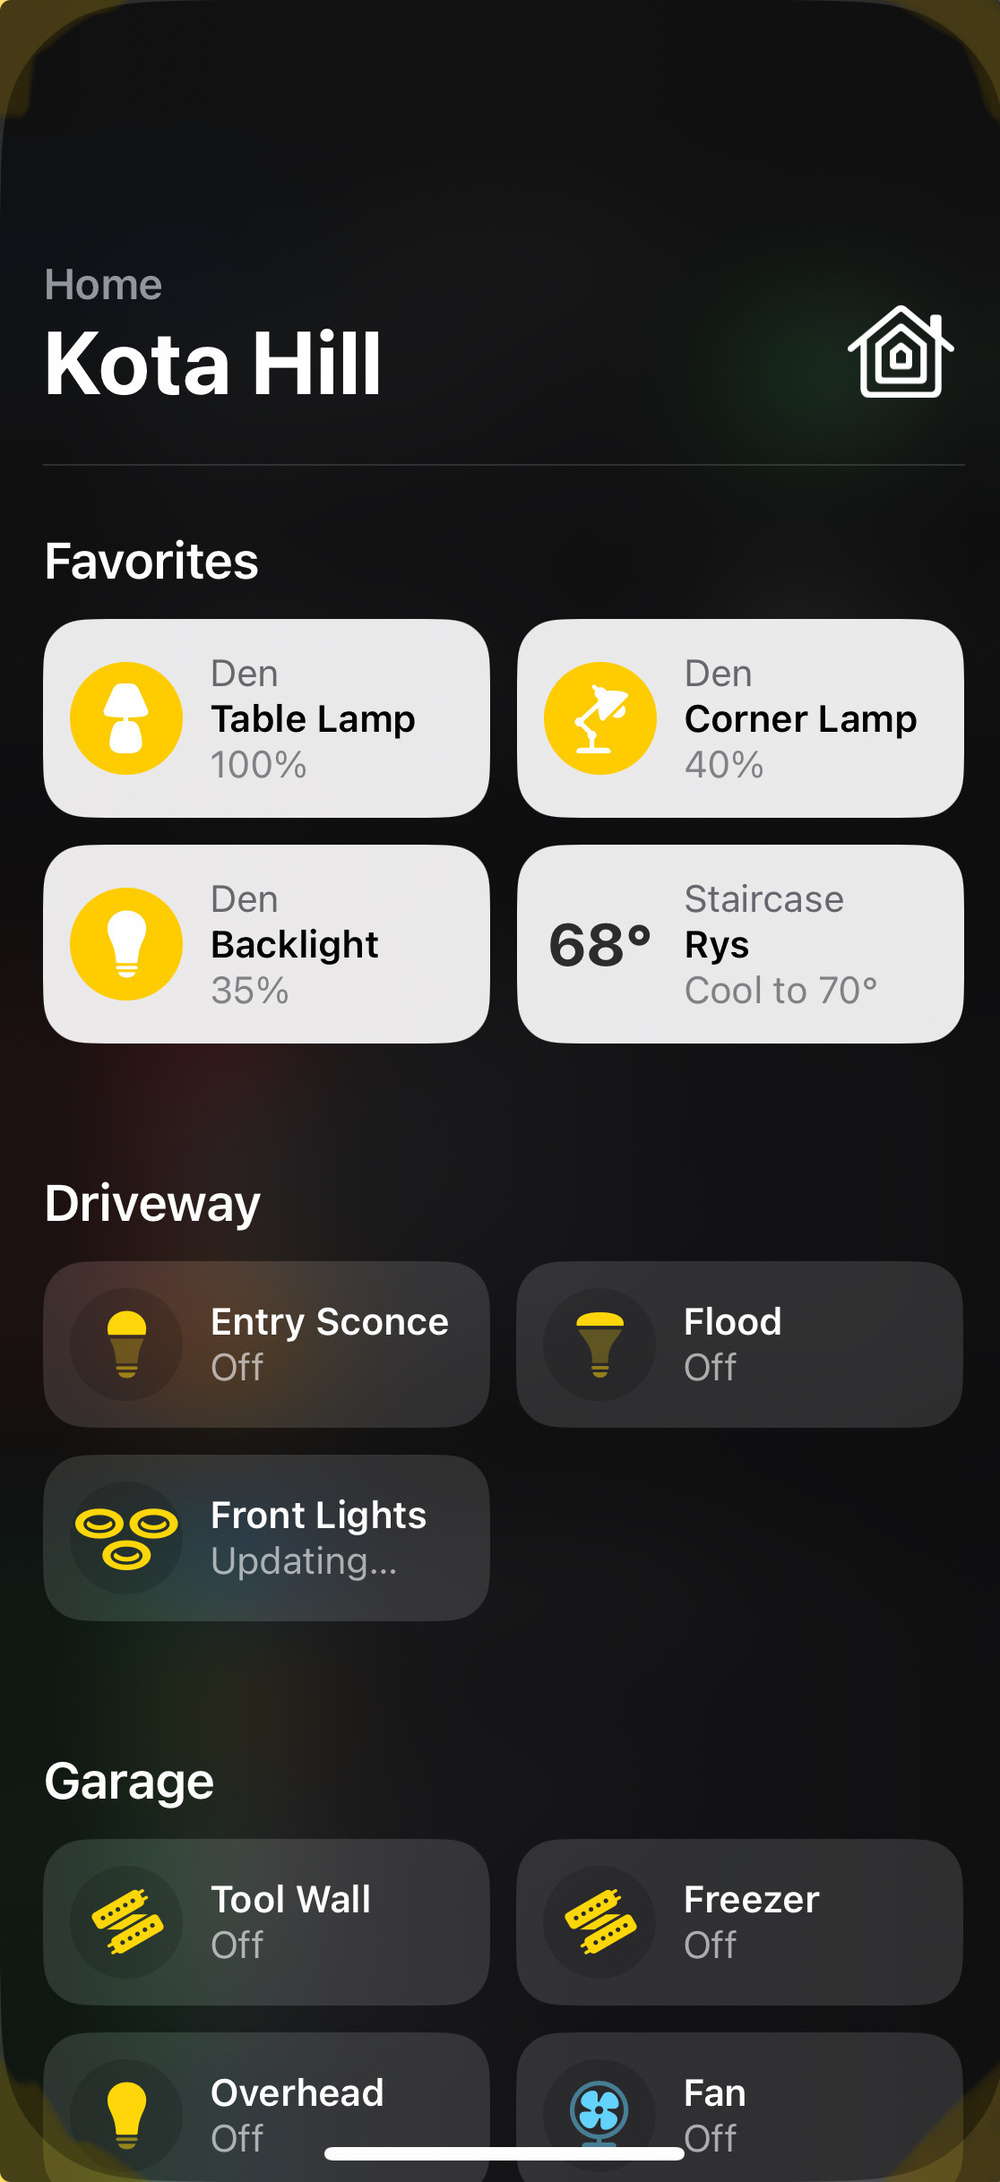 Home
Kota Hill
Favorites
Den
Table Lamp
100%
Den
Corner Lamp
40%
Den
Backlight
35%
68°
Staircase
Rys
Cool to 70°
Driveway
Entry Sconce
Off
Flood
Off
Front Lights
Updating...
Garage
Tool Wall
Off
Freezer
Off
Overhead
Off
Fan
Off